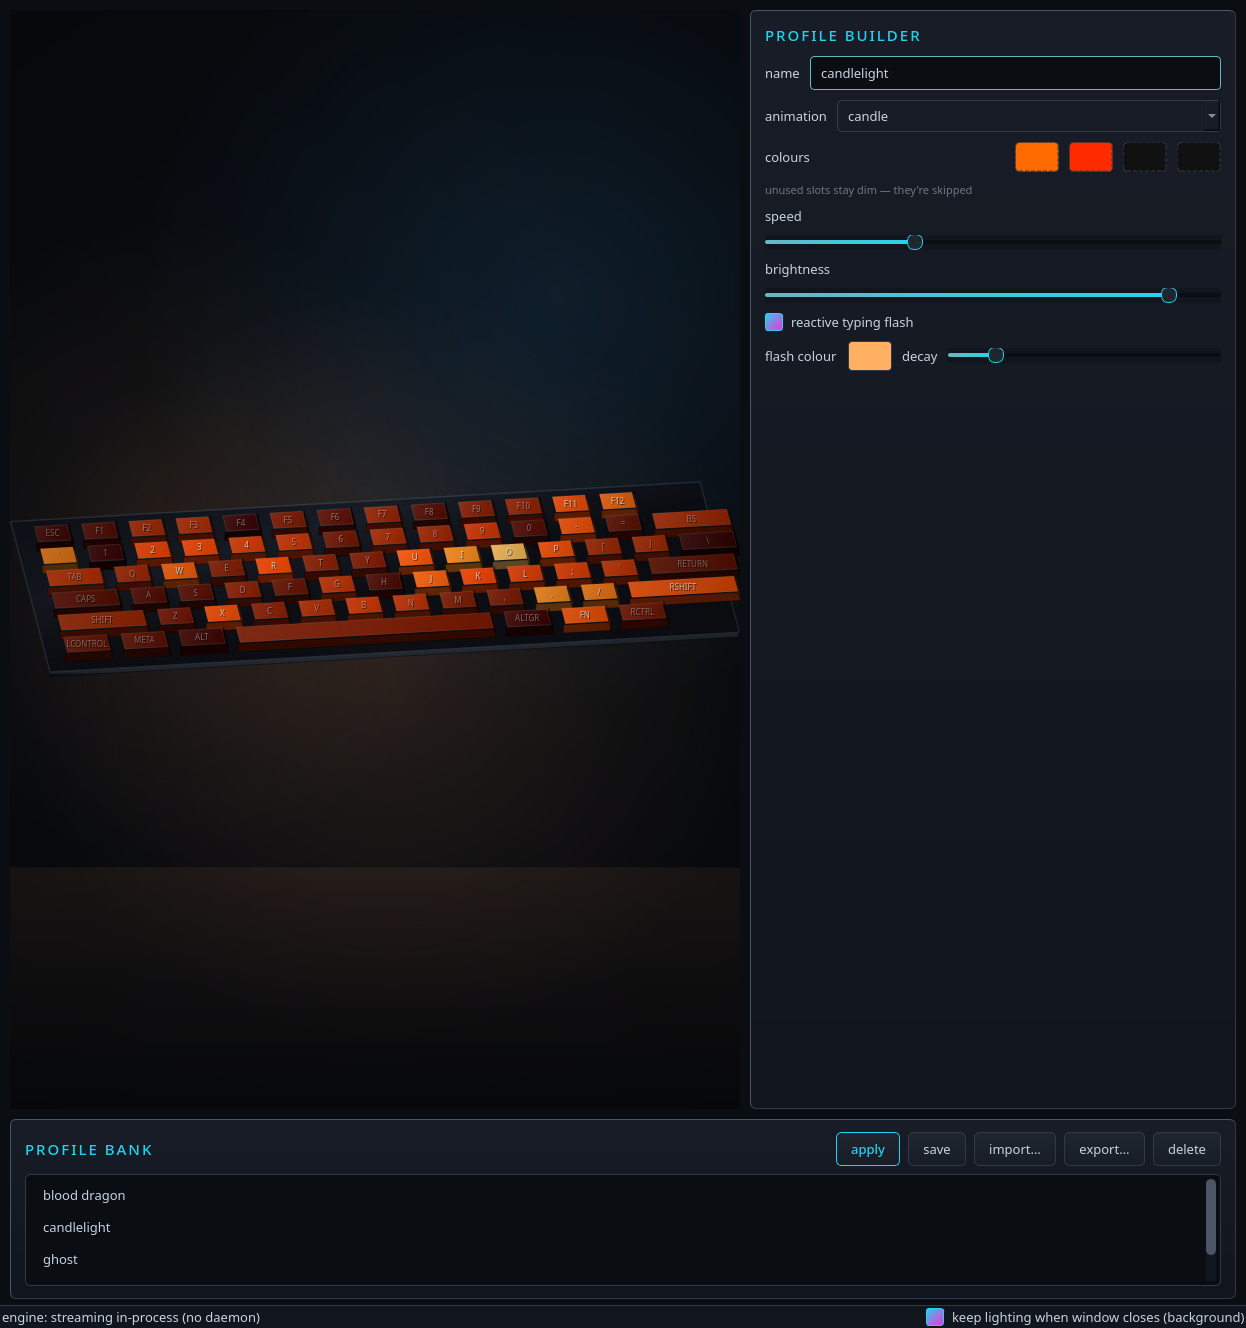 PROFILE BUILDER
name candlelight
animation candle
colours
unused slots stay dim — they're skipped
speed
brightness
reactive typing flash
flash colour decay
ESC F1 F2 F3 F4 F5 F6 F7 F8 F9 F10 F11 F12
` 1 2 3 4 5 6 7 8 9 0 - = BS
TAB Q W E R T Y U I O P [ ] \
CAPS A S D F G H J K L ; ' RETURN
SHIFT Z X C V B N M , . / RSHIFT
LCONTROL META ALT ALTGR FN RCTRL
PROFILE BANK
apply save import... export... delete
blood dragon
candlelight
ghost
engine: streaming in-process (no daemon) keep lighting when window closes (background)